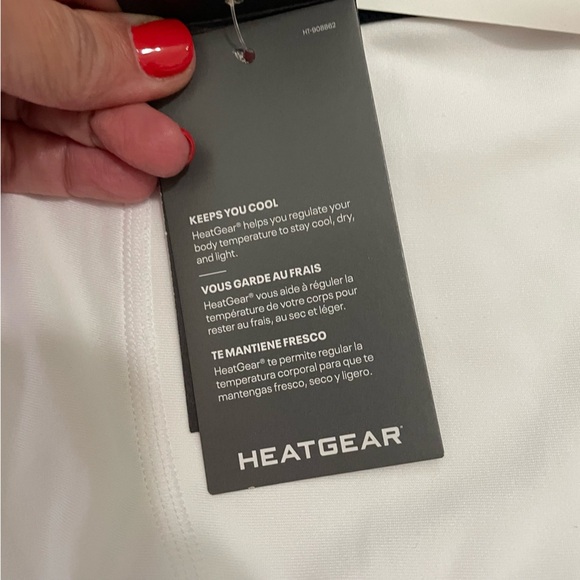 HT-908862
KEEPS YOU COOL
HeatGear® helps you regulate your
body temperature to stay cool, dry,
and light.
VOUS GARDE AU FRAIS
HeatGear® vous aide à réguler la
température de votre corps pour
rester au frais, au sec et léger.
TE MANTIENE FRESCO
HeatGear® te permite regular la
temperatura corporal para que te
mantengas fresco, seco y ligero.
HEATGEAR